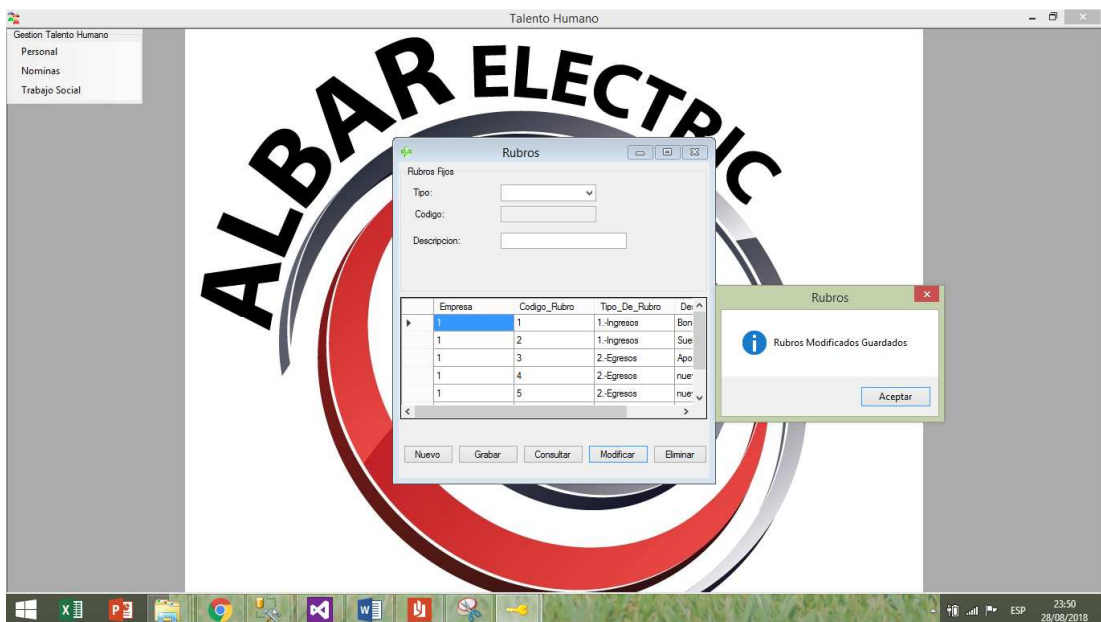 Talento Humano
Gestion Talento Humano
Personal
Nominas
Trabajo Social
ALBAR ELECTRIC
Rubros
Rubros Fijos
Tipo:
Codigo:
Descripcion:
Empresa Codigo_Rubro Tipo_De_Rubro De
1 1 1.-Ingresos Bon
1 2 1.-Ingresos Sue
1 3 2.-Egresos Apo
1 4 2.-Egresos nue
1 5 2.-Egresos nue
Nuevo Grabar Consultar Modificar Eliminar
Rubros
Rubros Modificados Guardados
Aceptar
ESP
23:50
28/08/2018